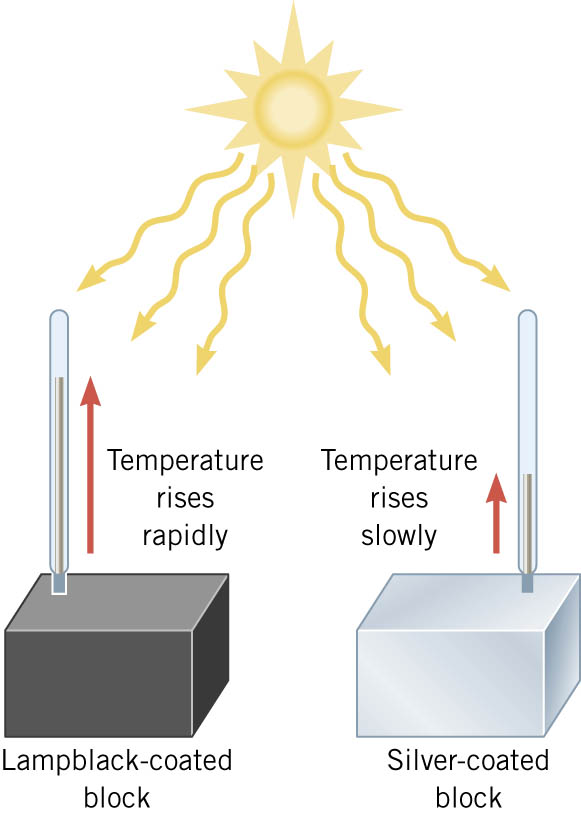 Temperature
rises
rapidly
Temperature
rises
slowly
Lampblack-coated
block
Silver-coated
block